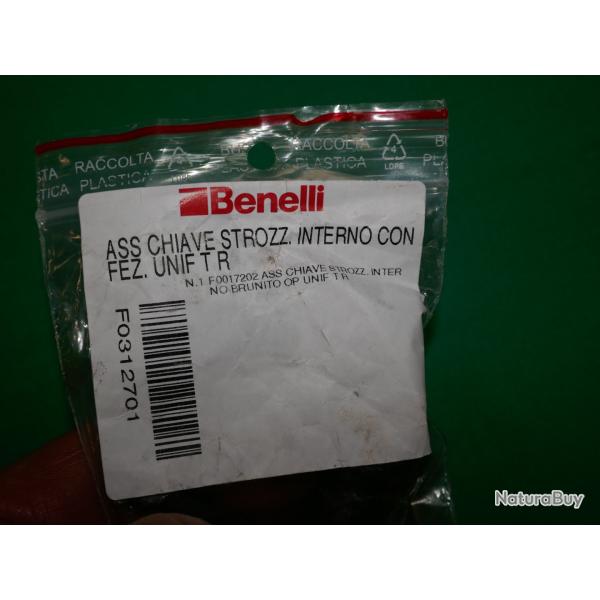 RACCOLTA
PLASTICA
RACCOLTA
PLASTICA
LDPE
Benelli
ASS CHIAVE STROZZ. INTERNO CON
FEZ. UNIF T R
N.1 F0017202 ASS CHIAVE STROZZ. INTER
NO BRUNITO OP UNIF T R
F0312701
NaturaBuy